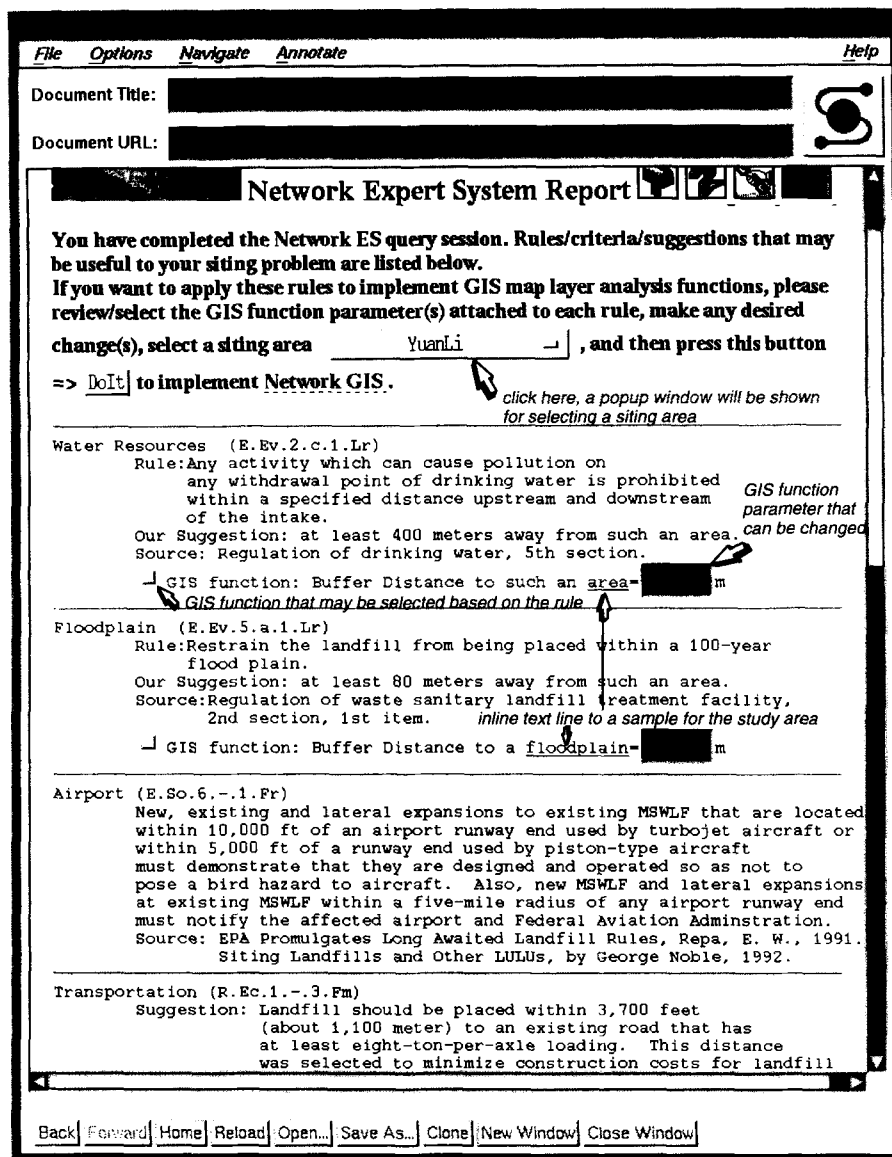 File Options Navigate Annotate Help
Document Title:
Document URL:
Network Expert System Report
You have completed the Network ES query session. Rules/criteria/suggestions that may
be useful to your siting problem are listed below.
If you want to apply these rules to implement GIS map layer analysis functions, please
review/select the GIS function parameter(s) attached to each rule, make any desired
change(s), select a siting area YuanLi , and then press this button
=> DoIt to implement Network GIS.
click here, a popup window will be shown
for selecting a siting area
Water Resources (E.Ev.2.c.1.Lr)
Rule:Any activity which can cause pollution on
any withdrawal point of drinking water is prohibited
within a specified distance upstream and downstream
of the intake.
GIS function
parameter that
can be changed
Our Suggestion: at least 400 meters away from such an area.
Source: Regulation of drinking water, 5th section.
GIS function: Buffer Distance to such an area= m
GIS function that may be selected based on the rule
Floodplain (E.Ev.5.a.1.Lr)
Rule:Restrain the landfill from being placed within a 100-year
flood plain.
Our Suggestion: at least 80 meters away from such an area.
Source:Regulation of waste sanitary landfill treatment facility,
2nd section, 1st item.
inline text line to a sample for the study area
GIS function: Buffer Distance to a floodplain= m
Airport (E.So.6.-.1.Fr)
New, existing and lateral expansions to existing MSWLF that are located
within 10,000 ft of an airport runway end used by turbojet aircraft or
within 5,000 ft of a runway end used by piston-type aircraft
must demonstrate that they are designed and operated so as not to
pose a bird hazard to aircraft. Also, new MSWLF and lateral expansions
at existing MSWLF within a five-mile radius of any airport runway end
must notify the affected airport and Federal Aviation Adminstration.
Source: EPA Promulgates Long Awaited Landfill Rules, Repa, E. W., 1991.
Siting Landfills and Other LULUs, by George Noble, 1992.
Transportation (R.Ec.1.-.3.Fm)
Suggestion: Landfill should be placed within 3,700 feet
(about 1,100 meter) to an existing road that has
at least eight-ton-per-axle loading. This distance
was selected to minimize construction costs for landfill
Back Forward Home Reload Open... Save As... Clone New Window Close Window